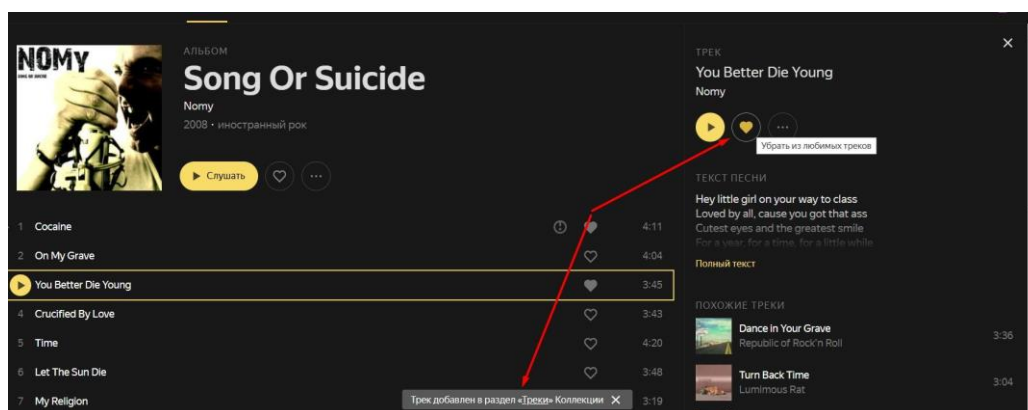 NOMY
АЛЬБОМ
Song Or Suicide
Nomy
2008 · иностранный рок
Слушать
1 Cocaine 4:11
2 On My Grave 4:04
You Better Die Young 3:45
4 Crucified By Love 3:43
5 Time 4:20
6 Let The Sun Die 3:48
7 My Religion 3:19
Трек добавлен в раздел «Треки» Коллекции
ТРЕК
You Better Die Young
Nomy
Убрать из любимых треков
ТЕКСТ ПЕСНИ
Hey little girl on your way to class
Loved by all, cause you got that ass
Cutest eyes and the greatest smile
For a year, for a time, for a little while
Полный текст
ПОХОЖИЕ ТРЕКИ
Dance in Your Grave 3:36
Republic of Rock'n Roll
Turn Back Time 3:04
Lumimous Rat